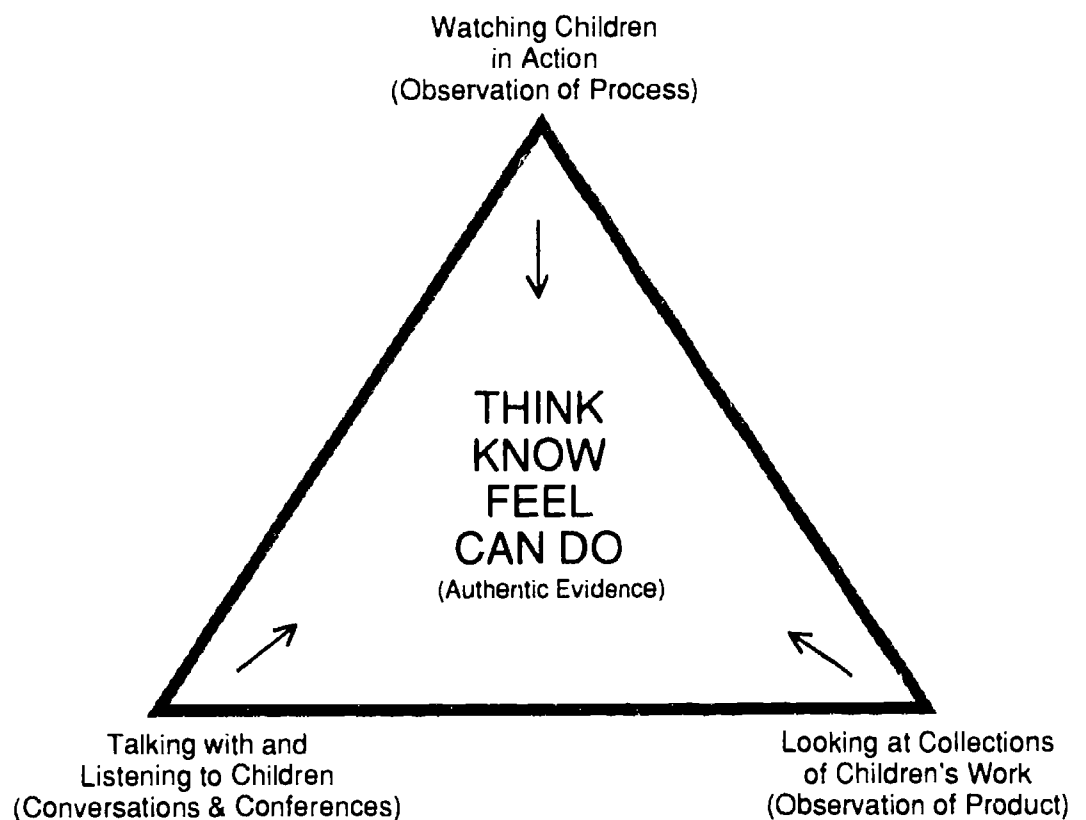 Watching Children
in Action
(Observation of Process)
THINK
KNOW
FEEL
CAN DO
(Authentic Evidence)
Talking with and
Listening to Children
(Conversations & Conferences)
Looking at Collections
of Children's Work
(Observation of Product)